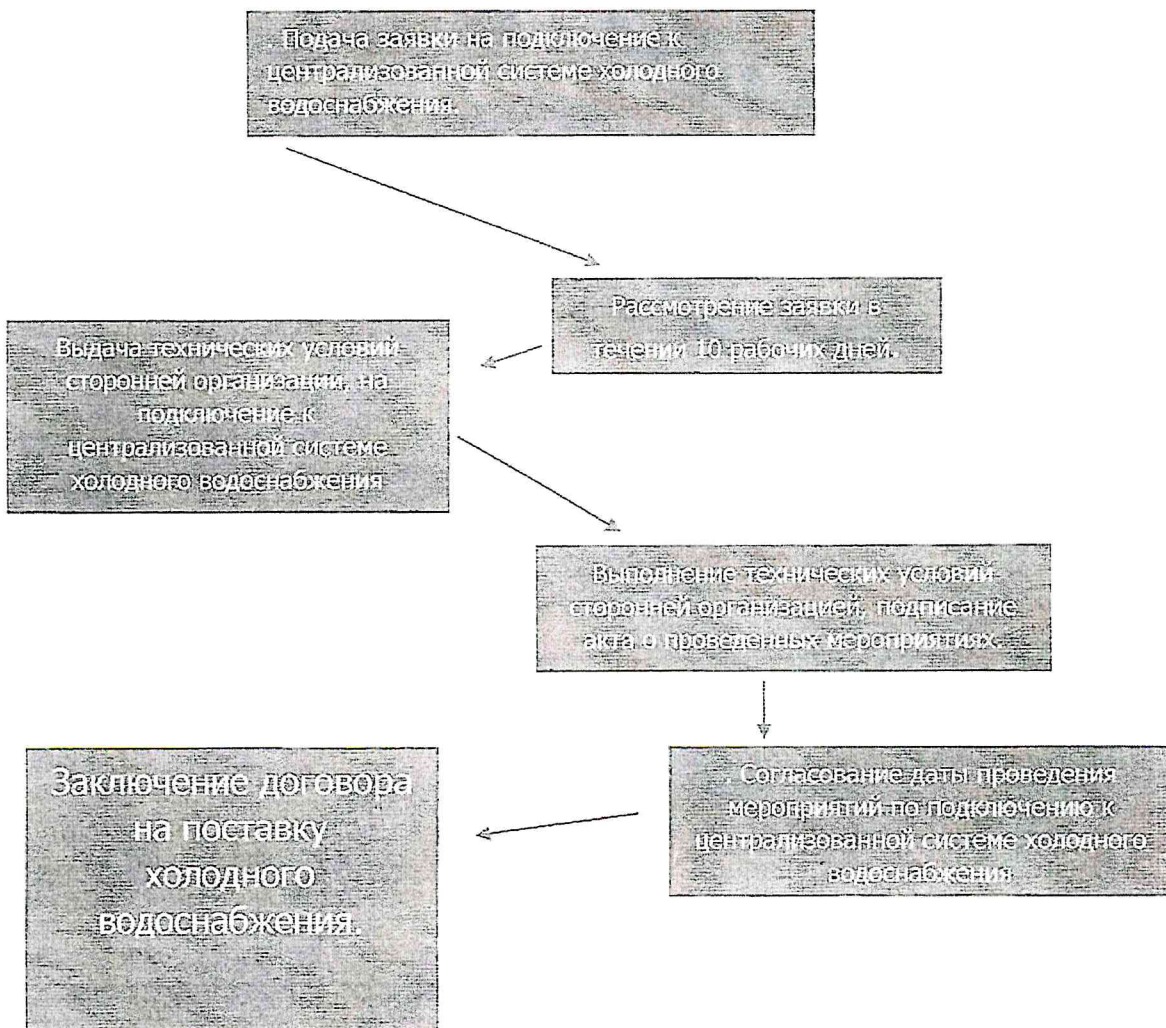 . Подача заявки на подключение к
централизованной системе холодного
водоснабжения.
Рассмотрение заявки в
течении 10 рабочих дней.
Выдача технических условий
сторонней организации, на
подключение к
централизованной системе
холодного водоснабжения
Выполнение технических условий
сторонней организацией, подписание
акта о проведенных мероприятиях.
. Согласование даты проведения
мероприятий по подключению к
централизованной системе холодного
водоснабжения
Заключение договора
на поставку
холодного
водоснабжения.